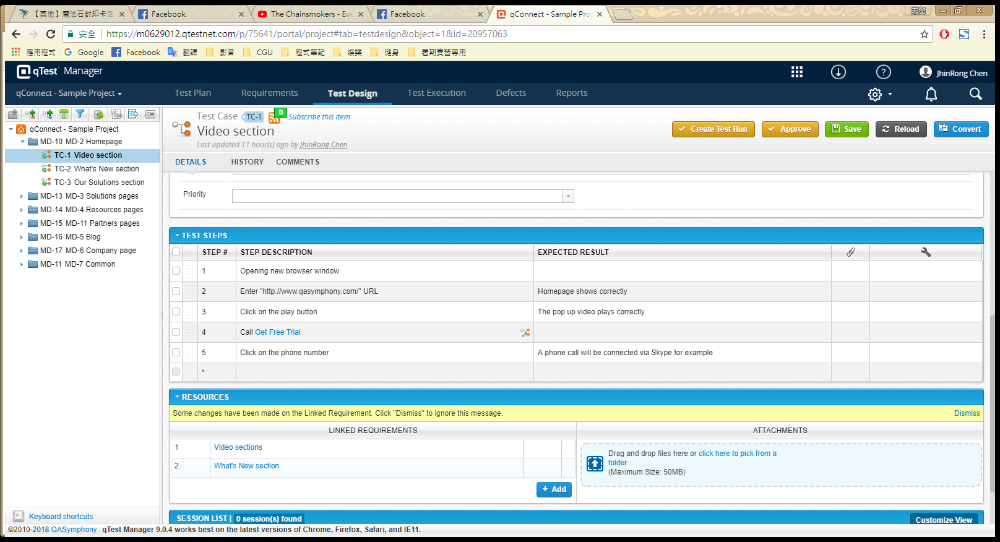 【其他】魔法石封印卡
Facebook
The Chainsmokers - Eve
Facebook
qConnect - Sample Pro
志榮
安全 https://m0629012.qtestnet.com/p/75641/portal/project#tab=testdesign&object=1&id=20957063
應用程式 Google Facebook 翻譯 影音 CGU 程式筆記 娛樂 健身 暑期實習專用
qTest Manager
JhinRong Chen
qConnect - Sample Project
Test Plan Requirements Test Design Test Execution Defects Reports
qConnect - Sample Project
MD-10 MD-2 Homepage
TC-1 Video section
TC-2 What's New section
TC-3 Our Solutions section
MD-13 MD-3 Solutions pages
MD-14 MD-4 Resources pages
MD-15 MD-11 Partners pages
MD-16 MD-5 Blog
MD-17 MD-6 Company page
MD-11 MD-7 Common
Keyboard shortcuts
Test Case TC-1 0 Subscribe this item
Video section
Last updated 11 hour(s) ago by JhinRong Chen
Create Test Run Approve Save Reload Convert
DETAILS HISTORY COMMENTS
Priority
TEST STEPS
STEP # STEP DESCRIPTION EXPECTED RESULT
1 Opening new browser window
2 Enter "http://www.qasymphony.com/" URL Homepage shows correctly
3 Click on the play button The pop up video plays correctly
4 Call Get Free Trial
5 Click on the phone number A phone call will be connected via Skype for example
*
RESOURCES
Some changes have been made on the Linked Requirement. Click "Dismiss" to ignore this message. Dismiss
LINKED REQUIREMENTS ATTACHMENTS
1 Video sections
2 What's New section
+ Add
Drag and drop files here or click here to pick from a
folder
(Maximum Size: 50MB)
SESSION LIST | 0 session(s) found
Customize View
©2010-2018 QASymphony qTest Manager 9.0.4 works best on the latest versions of Chrome, Firefox, Safari, and IE11.